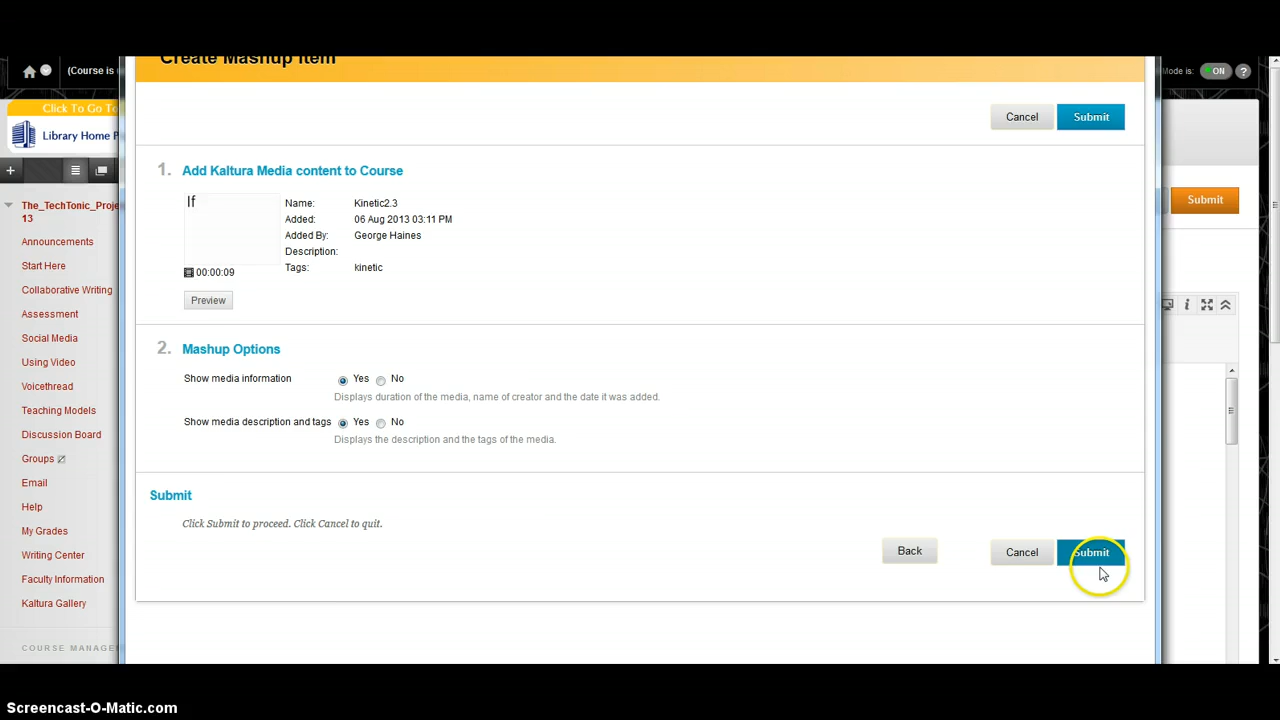 Create Mashup Item
(Course is
Mode is:
ON
?
Click To Go To
Library Home P
Cancel
Submit
1.
Add Kaltura Media content to Course
If
Name:
Kinetic2.3
Added:
06 Aug 2013 03:11 PM
Added By:
George Haines
Description:
Tags:
kinetic
00:00:09
Preview
Submit
The_TechTonic_Proje
13
Announcements
Start Here
Collaborative Writing
Assessment
Social Media
Using Video
Voicethread
Teaching Models
Discussion Board
Groups
Email
Help
My Grades
Writing Center
Faculty Information
Kaltura Gallery
COURSE MANAGE
2.
Mashup Options
Show media information
Yes
No
Displays duration of the media, name of creator and the date it was added.
Show media description and tags
Yes
No
Displays the description and the tags of the media.
Submit
Click Submit to proceed. Click Cancel to quit.
Back
Cancel
Submit
Screencast-O-Matic.com